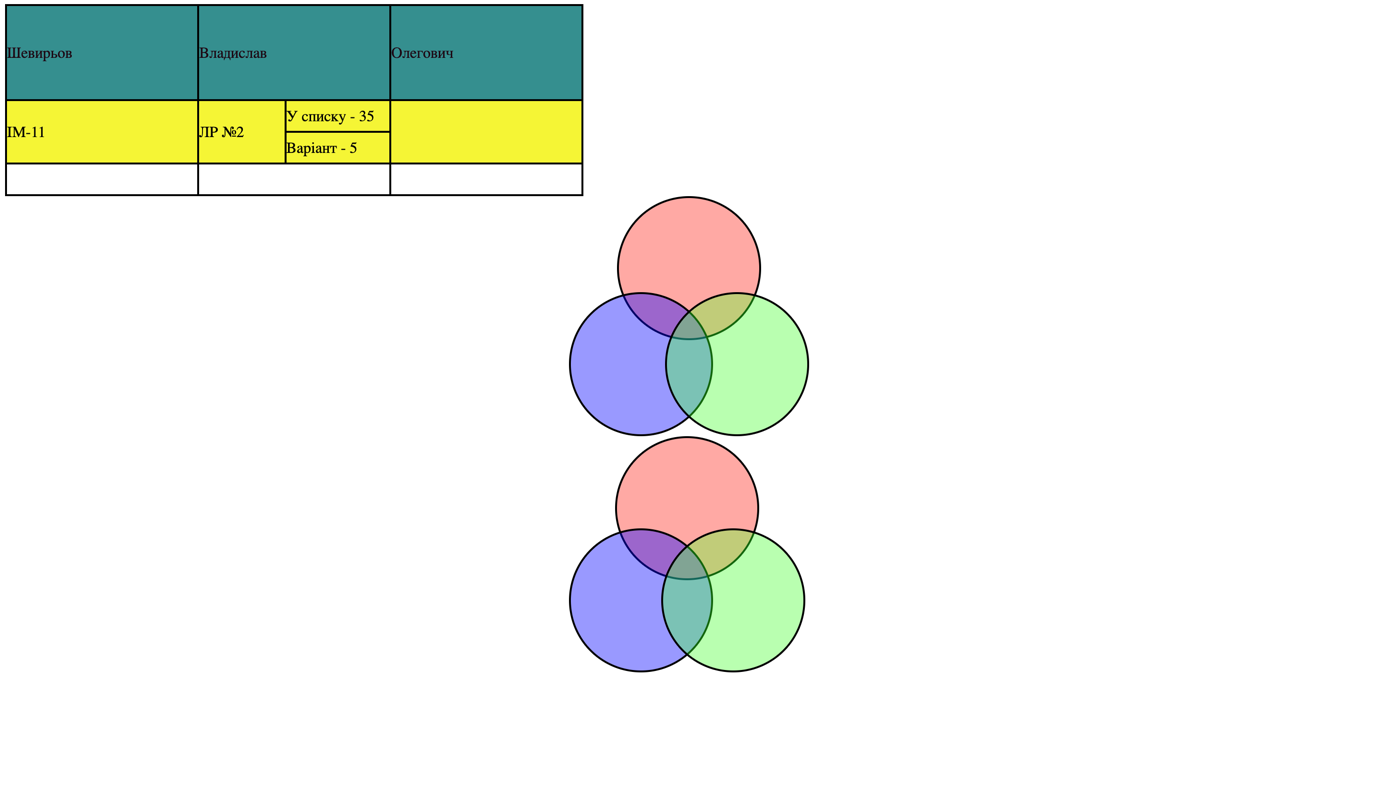 Шевирьов
Владислав
Олегович
ІМ-11
ЛР №2
У списку - 35
Варіант - 5